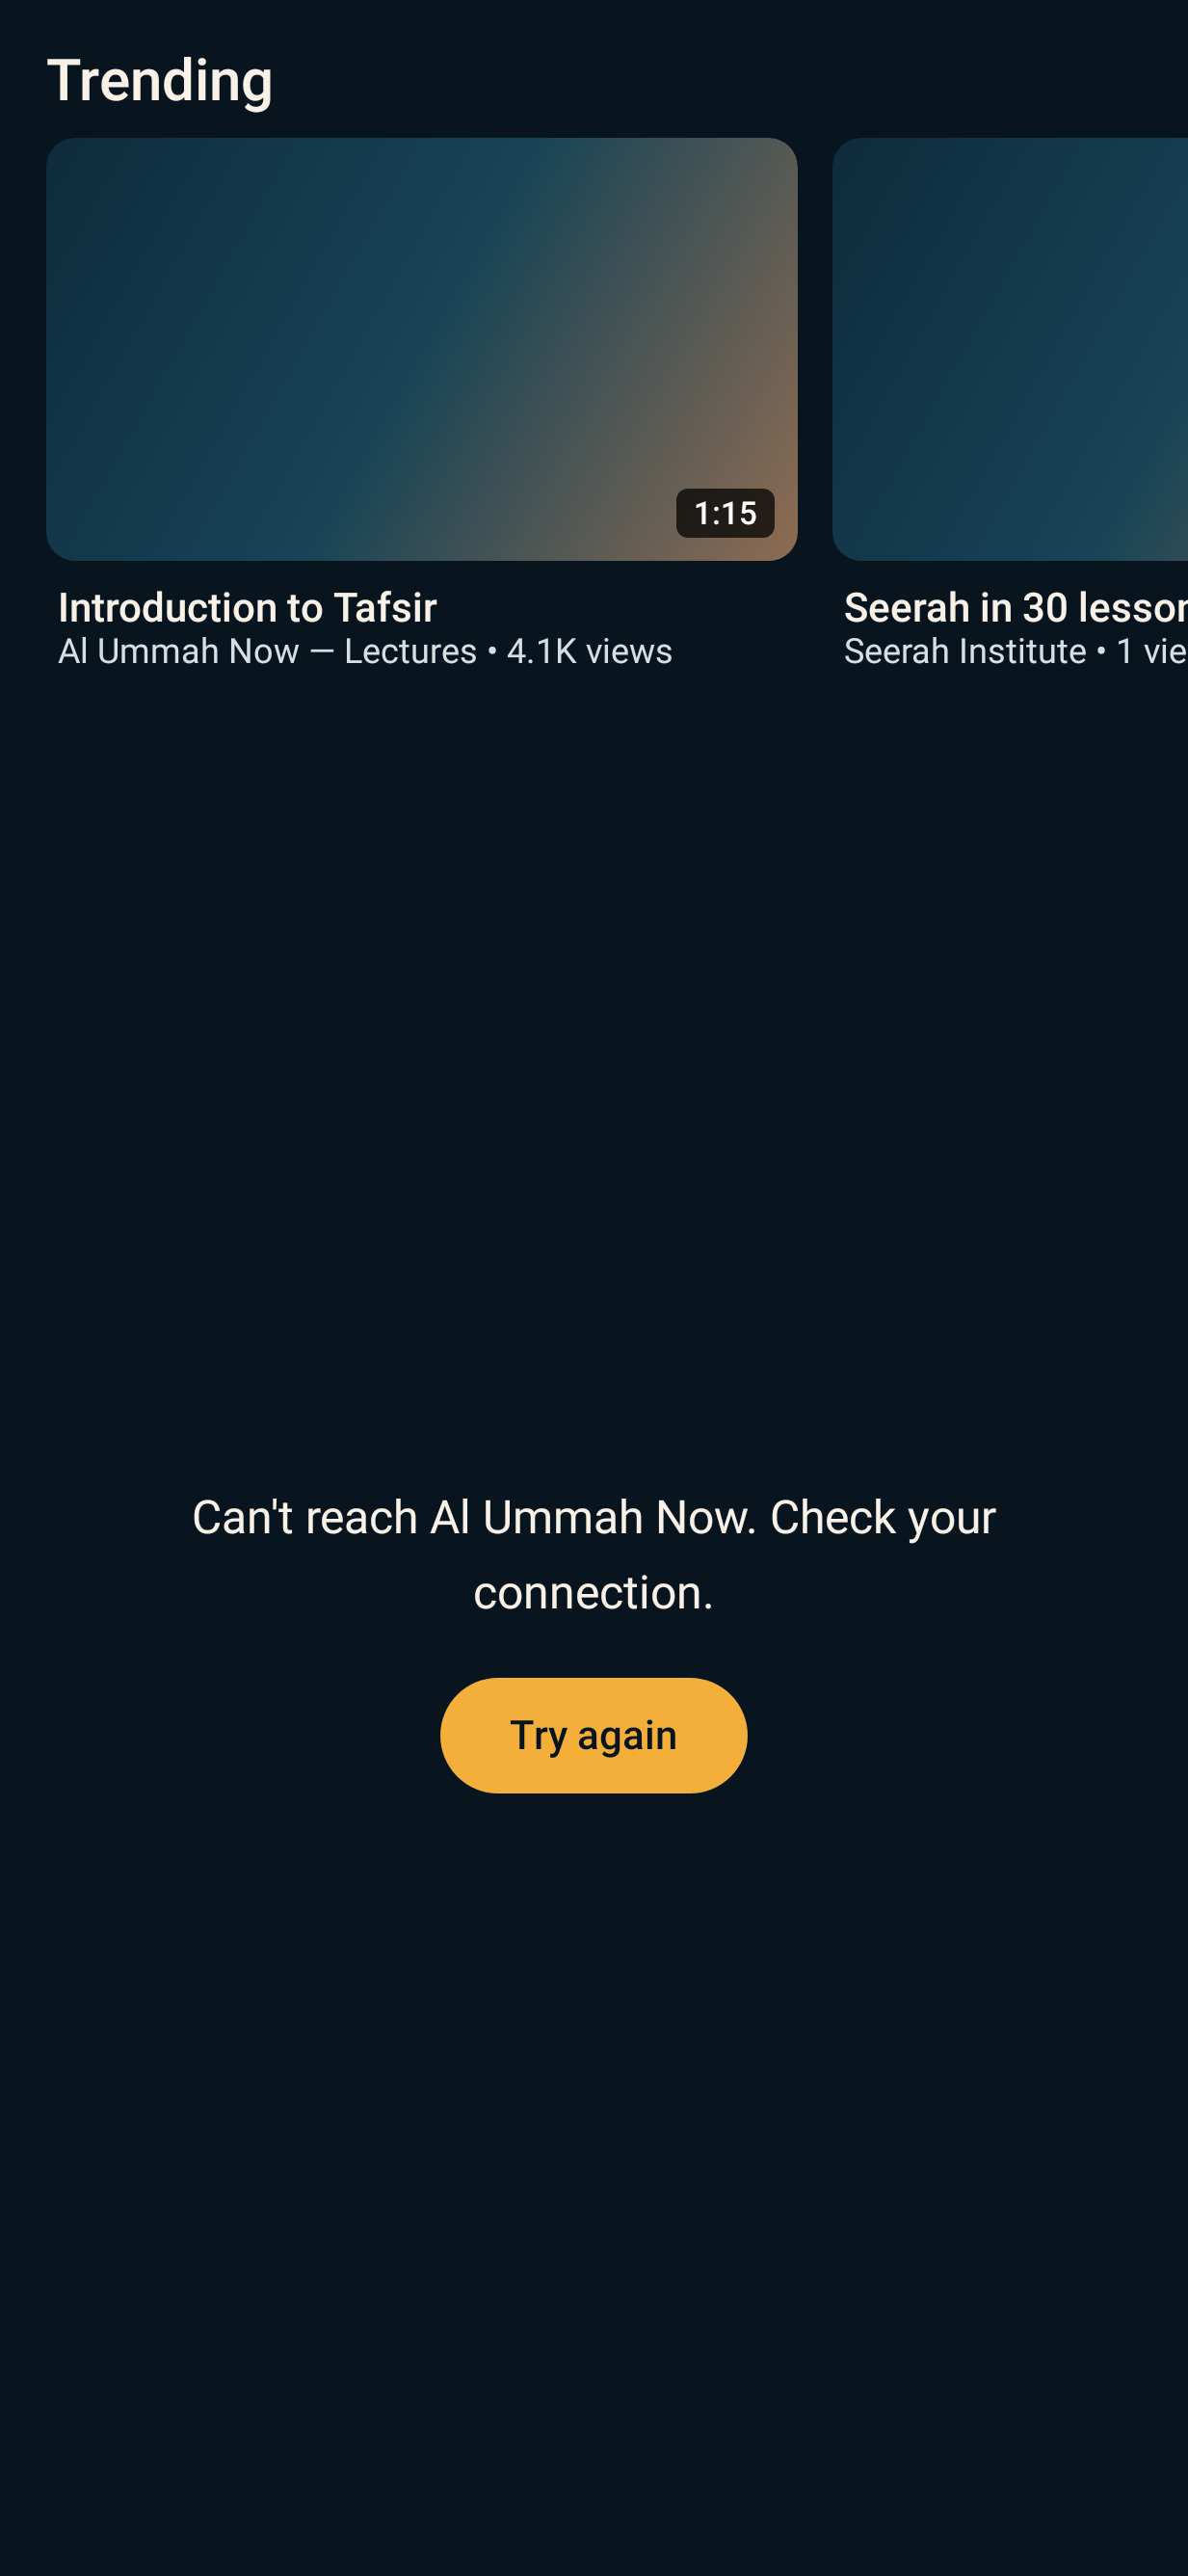 Trending
1:15
Introduction to Tafsir
Al Ummah Now — Lectures • 4.1K views
Seerah in 30
Seerah Institute • 1
Can't reach Al Ummah Now. Check your
connection.
Try again